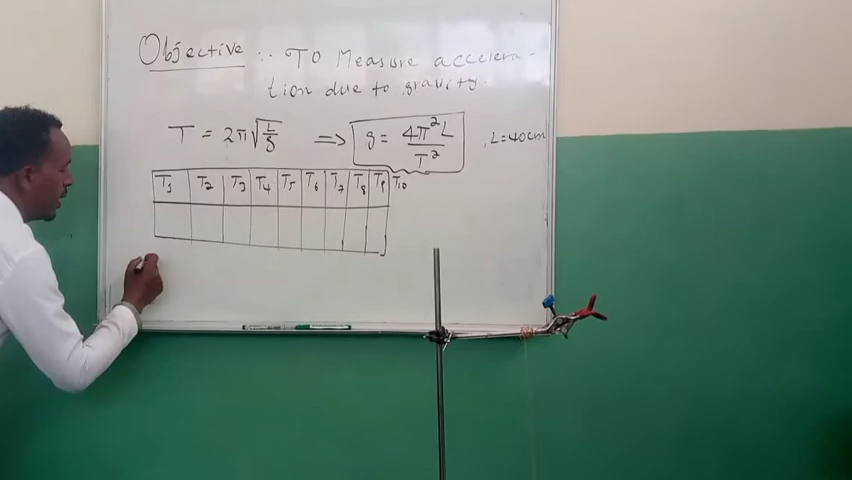 Objective :- TO Measure accelera-
tion due to gravity.
T = 2π√L/g ⇒ g = 4π²L/T² , L=40cm
T1 T2 T3 T4 T5 T6 T7 T8 T9 T10